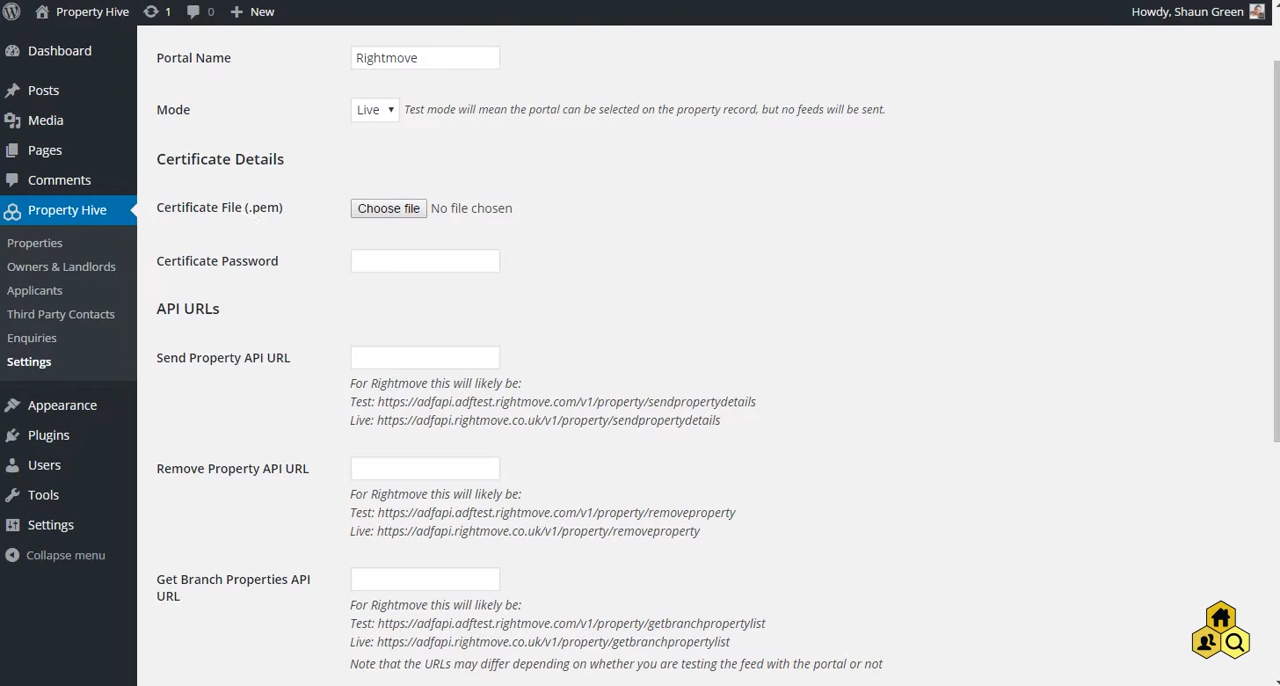 Property Hive
1
0
New
Howdy, Shaun Green
Dashboard
Posts
Media
Pages
Comments
Property Hive
Properties
Owners & Landlords
Applicants
Third Party Contacts
Enquiries
Settings
Appearance
Plugins
Users
Tools
Settings
Collapse menu
Portal Name
Rightmove
Mode
Live
Test mode will mean the portal can be selected on the property record, but no feeds will be sent.
Certificate Details
Certificate File (.pem)
Choose file No file chosen
Certificate Password
API URLs
Send Property API URL
For Rightmove this will likely be:
Test: https://adfapi.adftest.rightmove.com/v1/property/sendpropertydetails
Live: https://adfapi.rightmove.co.uk/v1/property/sendpropertydetails
Remove Property API URL
For Rightmove this will likely be:
Test: https://adfapi.adftest.rightmove.com/v1/property/removeproperty
Live: https://adfapi.rightmove.co.uk/v1/property/removeproperty
Get Branch Properties API
URL
For Rightmove this will likely be:
Test: https://adfapi.adftest.rightmove.com/v1/property/getbranchpropertylist
Live: https://adfapi.rightmove.co.uk/v1/property/getbranchpropertylist
Note that the URLs may differ depending on whether you are testing the feed with the portal or not